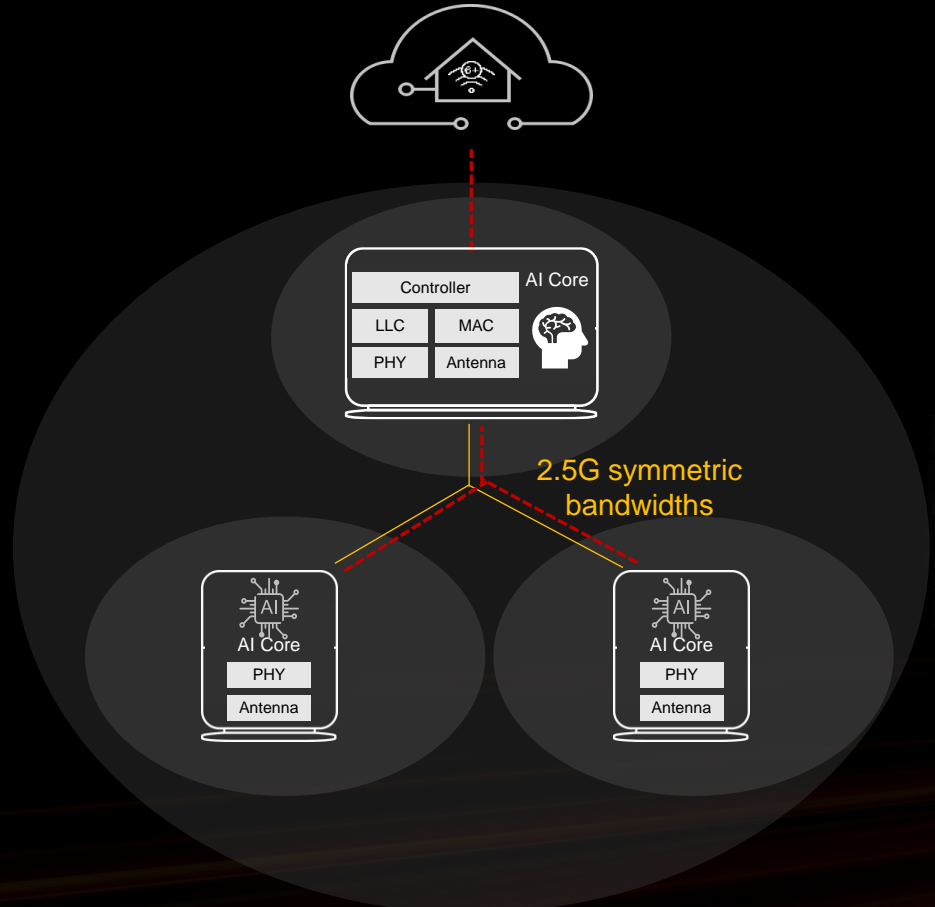 6+
Controller
AI Core
LLC
MAC
PHY
Antenna
2.5G symmetric
bandwidths
AI
AI Core
PHY
Antenna
AI
AI Core
PHY
Antenna